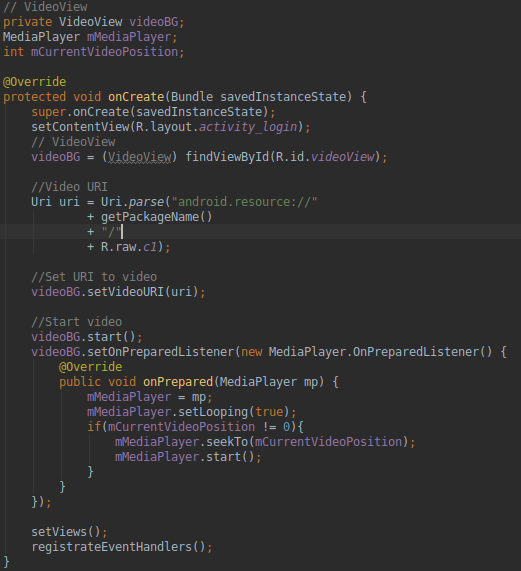 // VideoView
private VideoView videoBG;
MediaPlayer mMediaPlayer;
int mCurrentVideoPosition;
@Override
protected void onCreate(Bundle savedInstanceState) {
super.onCreate(savedInstanceState);
setContentView(R.layout.activity_login);
// VideoView
videoBG = (VideoView) findViewById(R.id.videoView);
//Video URI
Uri uri = Uri.parse("android.resource://"
+ getPackageName()
+ "/"
+ R.raw.c1);
//Set URI to video
videoBG.setVideoURI(uri);
//Start video
videoBG.start();
videoBG.setOnPreparedListener(new MediaPlayer.OnPreparedListener() {
@Override
public void onPrepared(MediaPlayer mp) {
mMediaPlayer = mp;
mMediaPlayer.setLooping(true);
if(mCurrentVideoPosition != 0){
mMediaPlayer.seekTo(mCurrentVideoPosition);
mMediaPlayer.start();
}
}
});
setViews();
registrateEventHandlers();
}